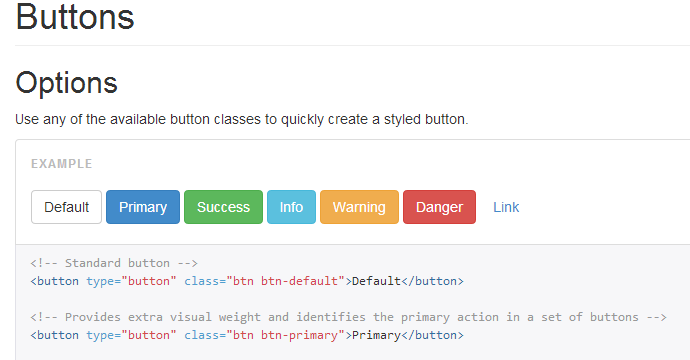 Buttons
Options
Use any of the available button classes to quickly create a styled button.
EXAMPLE
Default Primary Success Info Warning Danger Link
<!-- Standard button -->
<button type="button" class="btn btn-default">Default</button>
<!-- Provides extra visual weight and identifies the primary action in a set of buttons -->
<button type="button" class="btn btn-primary">Primary</button>